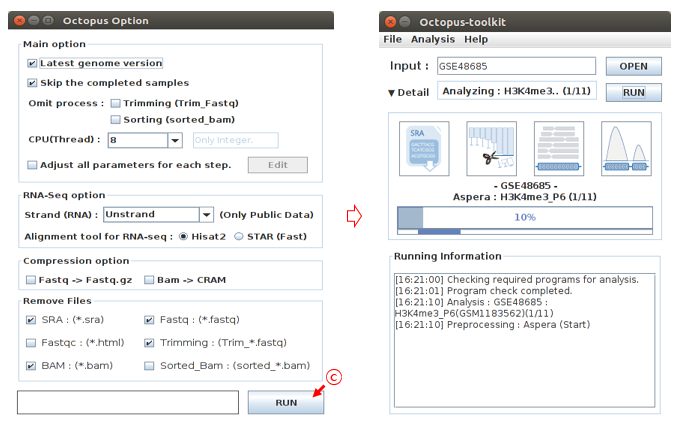 Octopus Option
Main option
Latest genome version
Skip the completed samples
Omit process : Trimming (Trim_Fastq)
Sorting (sorted_bam)
CPU(Thread) : 8 Only Integer.
Adjust all parameters for each step. Edit
RNA-Seq option
Strand (RNA) : Unstrand (Only Public Data)
Alignment tool for RNA-seq : Hisat2 STAR (Fast)
Compression option
Fastq -> Fastq.gz Bam -> CRAM
Remove Files
SRA : (*.sra) Fastq : (*.fastq)
Fastqc : (*.html) Trimming : (Trim_*.fastq)
BAM : (*.bam) Sorted_Bam : (sorted_*.bam)
RUN
C
Octopus-toolkit
File Analysis Help
Input : GSE48685 OPEN
▼ Detail Analyzing : H3K4me3.. (1/11) RUN
SRA
- GSE48685 -
Aspera : H3K4me3_P6 (1/11)
10%
Running Information
[16:21:00] Checking required programs for analysis.
[16:21:01] Program check completed.
[16:21:10] Analysis : GSE48685 :
H3K4me3_P6(GSM1183562)(1/11)
[16:21:10] Preprocessing : Aspera (Start)